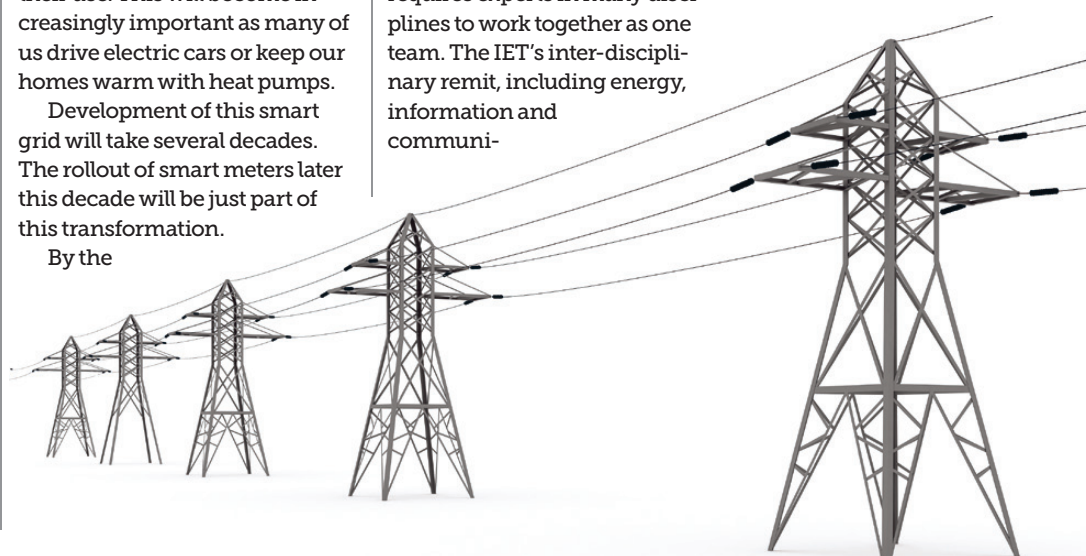 creasingly important as many of
us drive electric cars or keep our
homes warm with heat pumps.
Development of this smart
grid will take several decades.
The rollout of smart meters later
this decade will be just part of
this transformation.
By the
plines to work together as one
team. The IET's inter-discipli-
nary remit, including energy,
information and
communi-